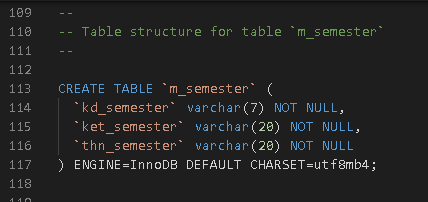 109 --
110 -- Table structure for table `m_semester`
111 --
112
113 CREATE TABLE `m_semester` (
114   `kd_semester` varchar(7) NOT NULL,
115   `ket_semester` varchar(20) NOT NULL,
116   `thn_semester` varchar(20) NOT NULL
117 ) ENGINE=InnoDB DEFAULT CHARSET=utf8mb4;
118